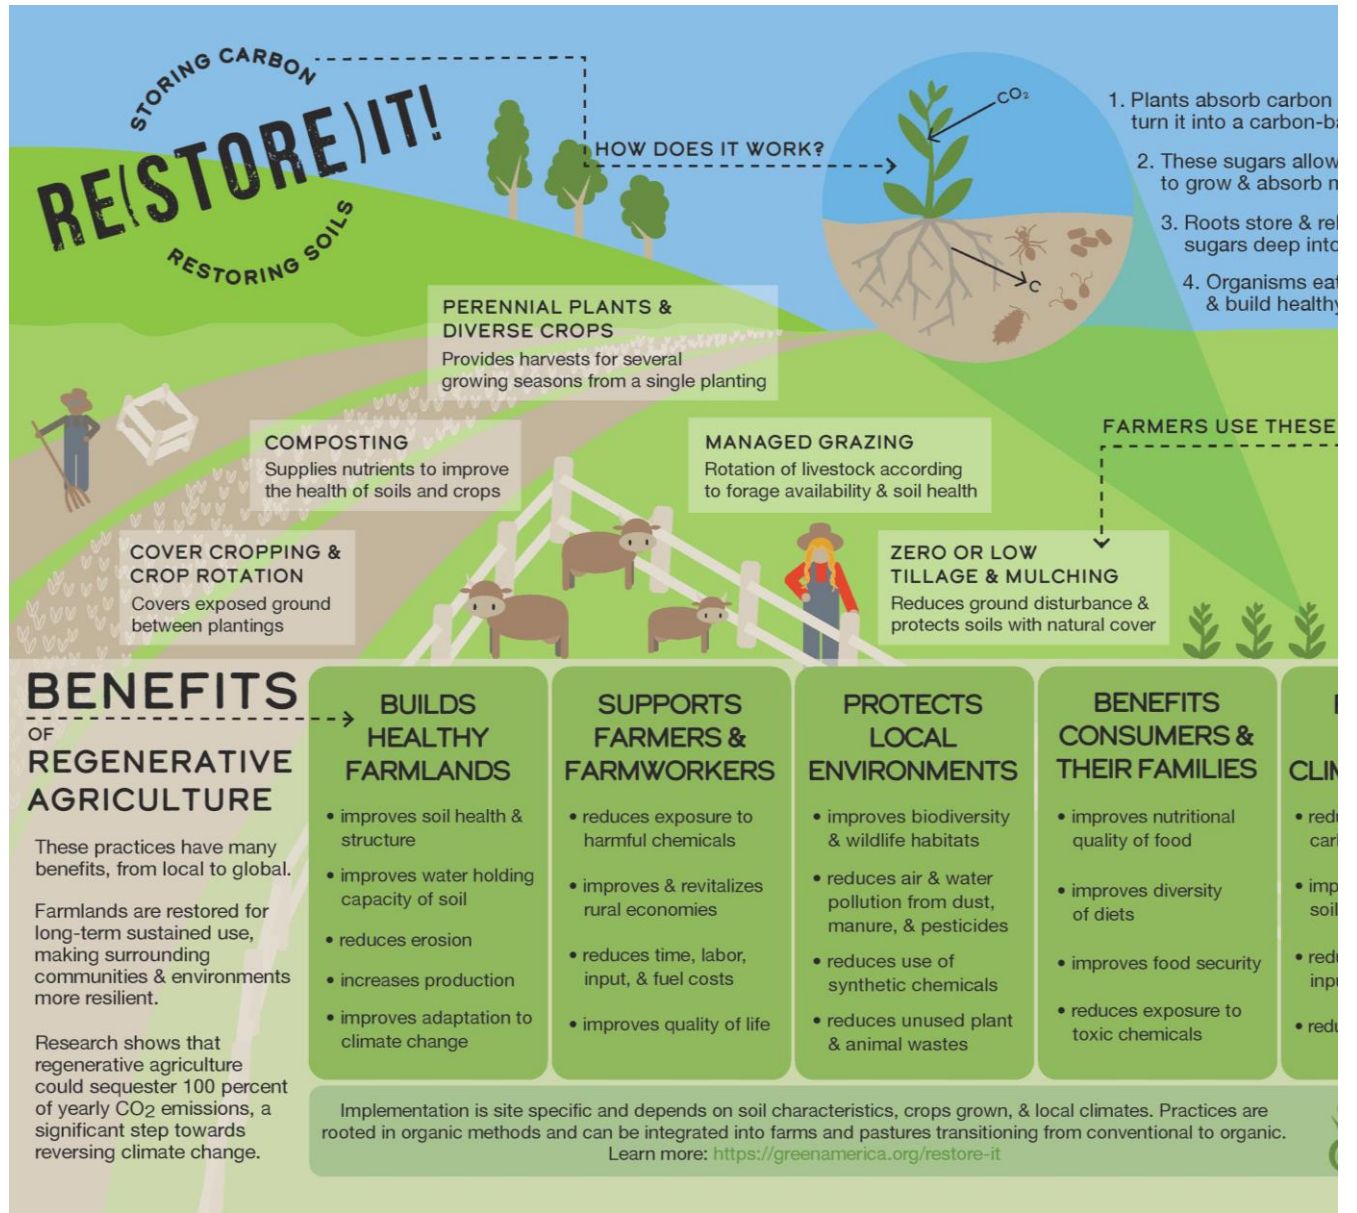 STORING CARBON
RE(STORE)IT!
RESTORING SOILS
HOW DOES IT WORK?
CO2
C
1. Plants absorb carbon
turn it into a
2. These sugars allow
to grow & absorb
3. Roots store &
sugars deep into
4. Organisms eat
& build healthy
PERENNIAL PLANTS &
DIVERSE CROPS
Provides harvests for several
growing seasons from a single planting
COMPOSTING
Supplies nutrients to improve
the health of soils and crops
MANAGED GRAZING
Rotation of livestock according
to forage availability & soil health
FARMERS USE THESE
COVER CROPPING &
CROP ROTATION
Covers exposed ground
between plantings
ZERO OR LOW
TILLAGE & MULCHING
Reduces ground disturbance &
protects soils with natural cover
BENEFITS
OF
REGENERATIVE
AGRICULTURE
These practices have many
benefits, from local to global.
Farmlands are restored for
long-term sustained use,
making surrounding
communities & environments
more resilient.
Research shows that
regenerative agriculture
could sequester 100 percent
of yearly CO2 emissions, a
significant step towards
reversing climate change.
BUILDS
HEALTHY
FARMLANDS
• improves soil health &
structure
• improves water holding
capacity of soil
• reduces erosion
• increases production
• improves adaptation to
climate change
SUPPORTS
FARMERS &
FARMWORKERS
• reduces exposure to
harmful chemicals
• improves & revitalizes
rural economies
• reduces time, labor,
input, & fuel costs
• improves quality of life
PROTECTS
LOCAL
ENVIRONMENTS
• improves biodiversity
& wildlife habitats
• reduces air & water
pollution from dust,
manure, & pesticides
• reduces use of
synthetic chemicals
• reduces unused plant
& animal wastes
BENEFITS
CONSUMERS &
THEIR FAMILIES
• improves nutritional
quality of food
• improves diversity
of diets
• improves food security
• reduces exposure to
toxic chemicals
Implementation is site specific and depends on soil characteristics, crops grown, & local climates. Practices are
rooted in organic methods and can be integrated into farms and pastures transitioning from conventional to organic.
Learn more: https://greenamerica.org/restore-it